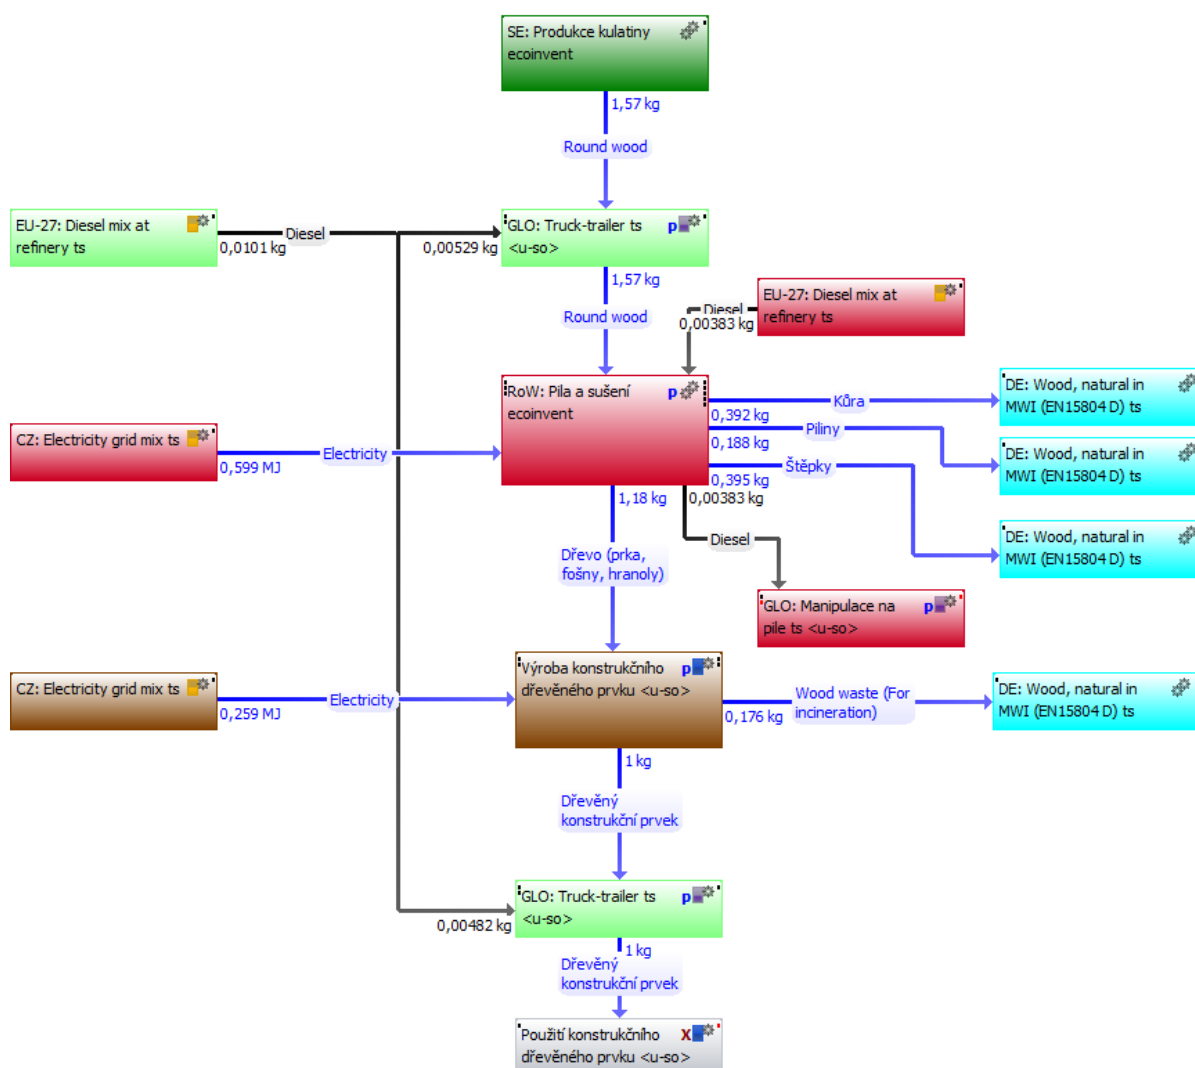 SE: Produkce kulatiny
ecoinvent
1,57 kg
Round wood
EU-27: Diesel mix at
refinery ts
Diesel
0,0101 kg
0,00529 kg
GLO: Truck-trailer ts
<u-so>
p
1,57 kg
Round wood
EU-27: Diesel mix at
refinery ts
Diesel
0,00383 kg
RoW: Pila a sušení
ecoinvent
p
CZ: Electricity grid mix ts
Electricity
0,599 MJ
Kůra
0,392 kg
DE: Wood, natural in
MWI (EN15804 D) ts
Piliny
0,188 kg
DE: Wood, natural in
MWI (EN15804 D) ts
Štěpky
0,395 kg
DE: Wood, natural in
MWI (EN15804 D) ts
1,18 kg
0,00383 kg
Diesel
Dřevo (prka,
fošny, hranoly)
GLO: Manipulace na
pile ts <u-so>
p
CZ: Electricity grid mix ts
Electricity
0,259 MJ
Výroba konstrukčního
dřevěného prvku <u-so>
p
Wood waste (For
incineration)
0,176 kg
DE: Wood, natural in
MWI (EN15804 D) ts
1 kg
Dřevěný
konstrukční prvek
GLO: Truck-trailer ts
<u-so>
p
0,00482 kg
1 kg
Dřevěný
konstrukční prvek
Použití konstrukčního
dřevěného prvku <u-so>
X